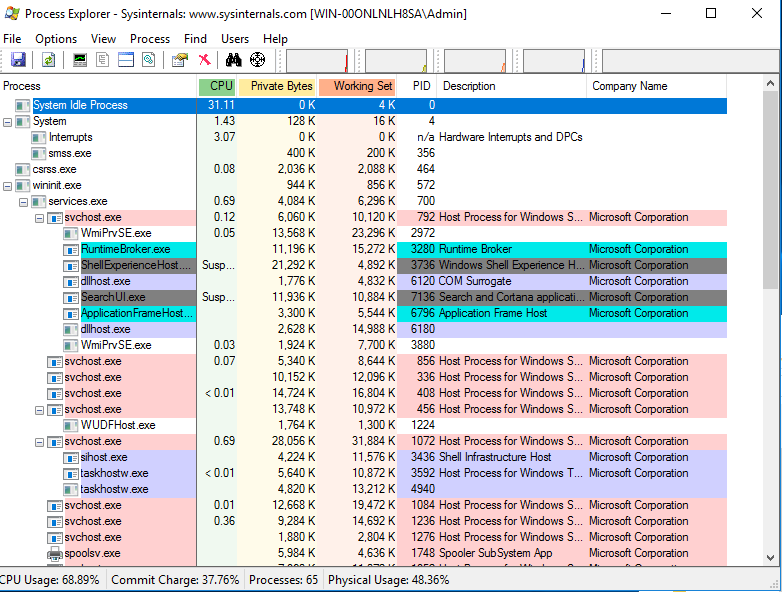 Process Explorer - Sysinternals: www.sysinternals.com [WIN-00ONLNLH8SA\Admin]
File Options View Process Find Users Help
Process CPU Private Bytes Working Set PID Description Company Name
System Idle Process 31.11 0 K 4 K 0
System 1.43 128 K 16 K 4
Interrupts 3.07 0 K 0 K n/a Hardware Interrupts and DPCs
smss.exe 400 K 200 K 356
csrss.exe 0.08 2,036 K 2,088 K 464
wininit.exe 944 K 856 K 572
services.exe 0.69 4,084 K 6,296 K 700
svchost.exe 0.12 6,060 K 10,120 K 792 Host Process for Windows S... Microsoft Corporation
WmiPrvSE.exe 0.05 13,568 K 23,296 K 2972
RuntimeBroker.exe 11,196 K 15,272 K 3280 Runtime Broker Microsoft Corporation
ShellExperienceHost.... Susp... 21,292 K 4,892 K 3736 Windows Shell Experience H... Microsoft Corporation
dllhost.exe 1,776 K 4,832 K 6120 COM Surrogate Microsoft Corporation
SearchUI.exe Susp... 11,936 K 10,884 K 7136 Search and Cortana applicati... Microsoft Corporation
ApplicationFrameHost... 3,300 K 5,544 K 6796 Application Frame Host Microsoft Corporation
dllhost.exe 2,628 K 14,988 K 6180
WmiPrvSE.exe 0.03 1,924 K 7,700 K 3880
svchost.exe 0.07 5,340 K 8,644 K 856 Host Process for Windows S... Microsoft Corporation
svchost.exe 10,152 K 12,096 K 336 Host Process for Windows S... Microsoft Corporation
svchost.exe < 0.01 14,724 K 16,804 K 408 Host Process for Windows S... Microsoft Corporation
svchost.exe 13,748 K 10,972 K 456 Host Process for Windows S... Microsoft Corporation
WUDFHost.exe 1,764 K 1,300 K 1224
svchost.exe 0.69 28,056 K 31,884 K 1072 Host Process for Windows S... Microsoft Corporation
sihost.exe 4,224 K 11,576 K 3436 Shell Infrastructure Host Microsoft Corporation
taskhostw.exe < 0.01 5,640 K 10,872 K 3592 Host Process for Windows T... Microsoft Corporation
taskhostw.exe 4,820 K 13,212 K 4940
svchost.exe 0.01 12,668 K 19,472 K 1084 Host Process for Windows S... Microsoft Corporation
svchost.exe 0.36 9,284 K 14,692 K 1236 Host Process for Windows S... Microsoft Corporation
svchost.exe 1,880 K 2,804 K 1276 Host Process for Windows S... Microsoft Corporation
spoolsv.exe 5,984 K 4,636 K 1748 Spooler SubSystem App Microsoft Corporation
CPU Usage: 68.89% Commit Charge: 37.76% Processes: 65 Physical Usage: 48.36%